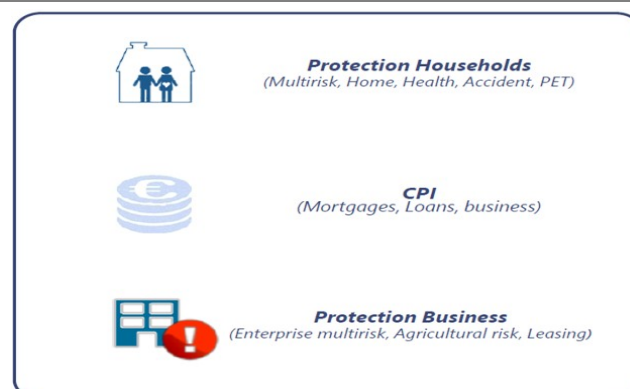 Protection Households
(Multirisk, Home, Health, Accident, PET)
€
CPI
(Mortgages, Loans, business)
!
Protection Business
(Enterprise multirisk, Agricultural risk, Leasing)